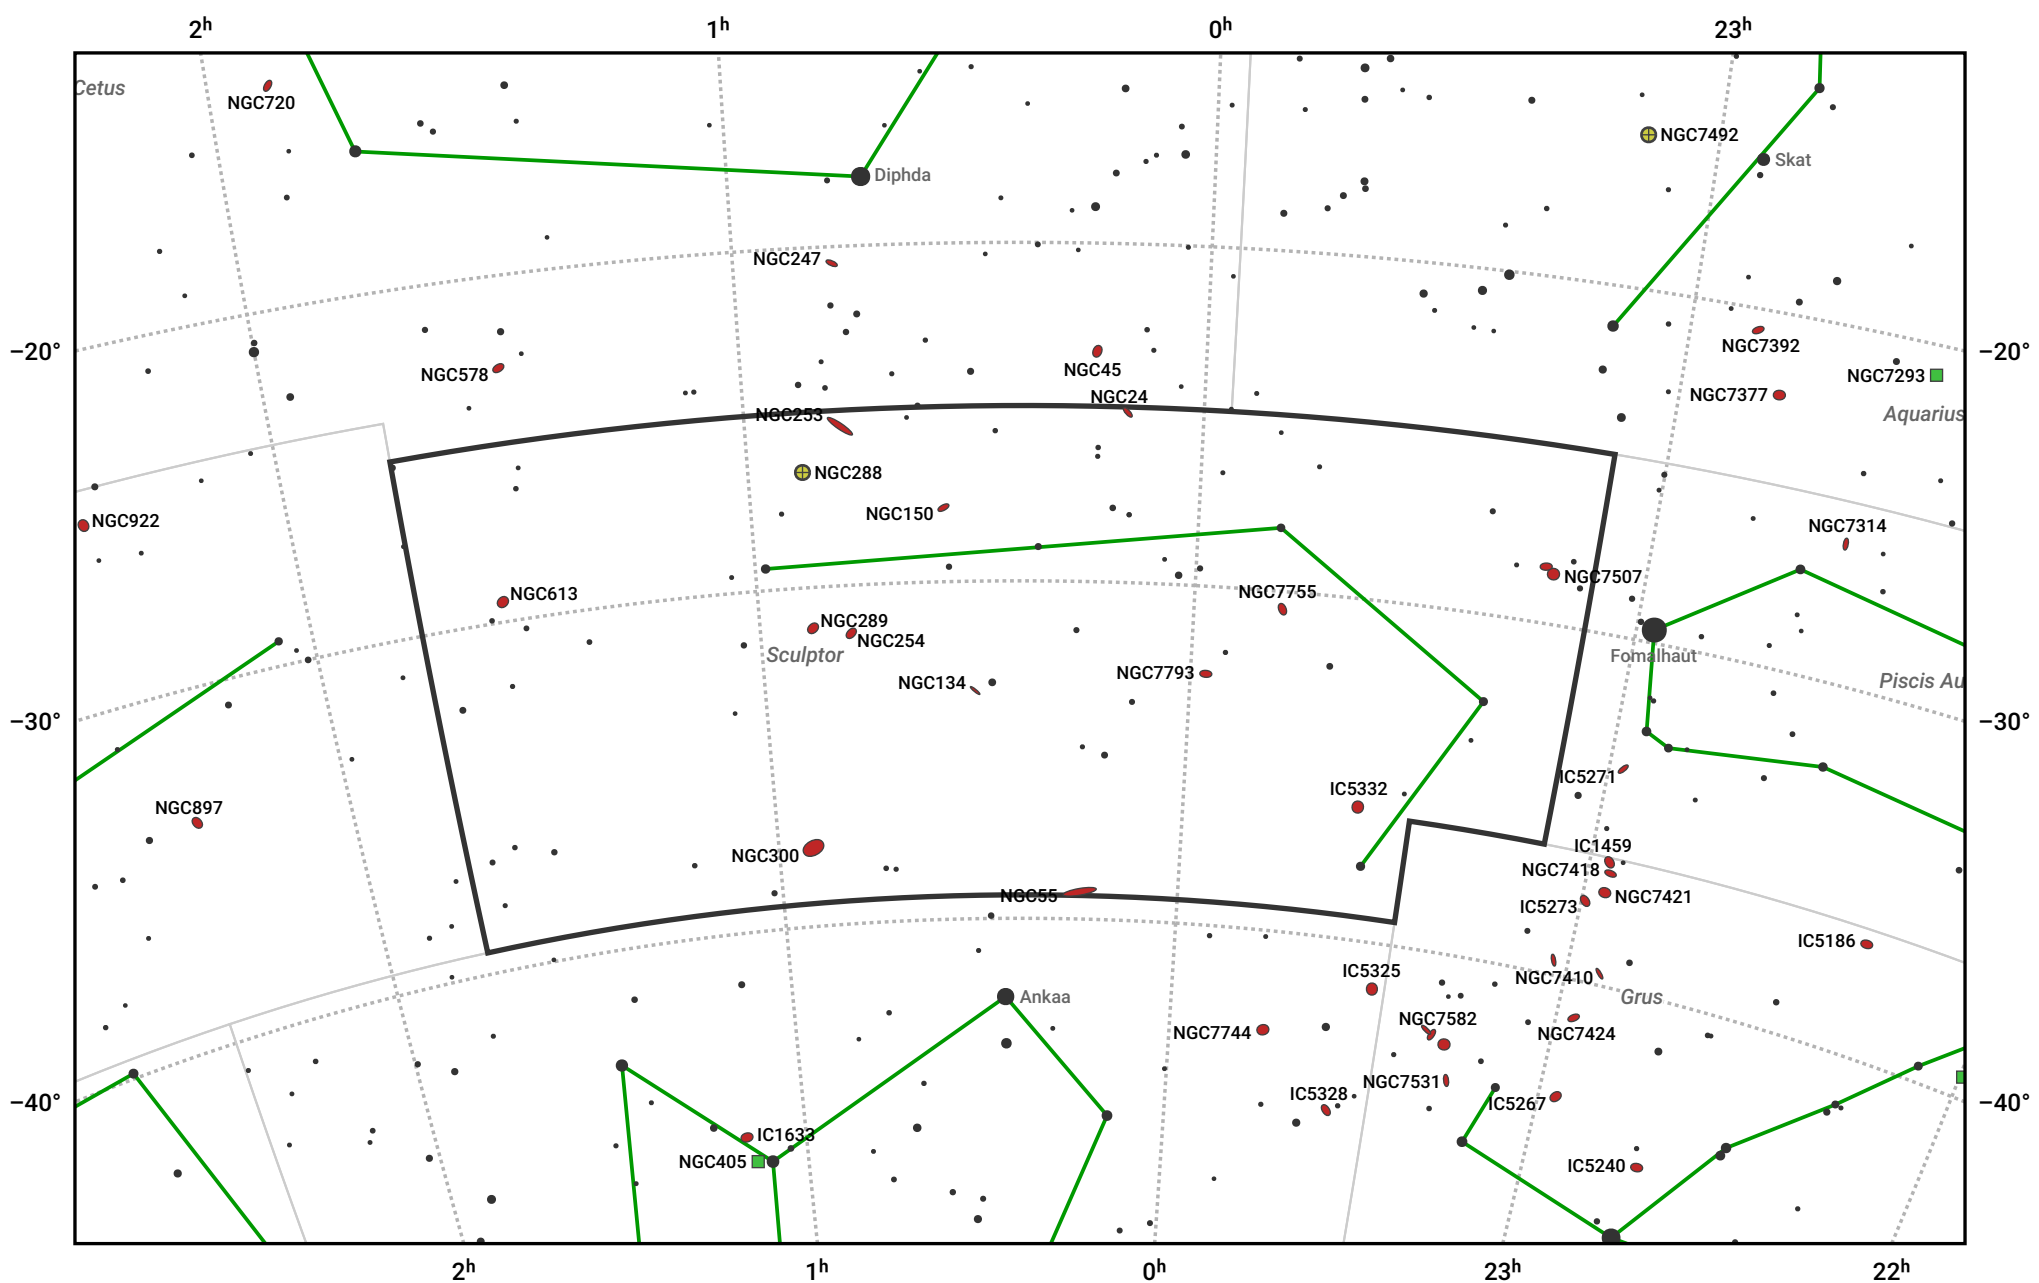 2ʰ
1ʰ
0ʰ
23ʰ
Cetus
NGC720
NGC7492
Skat
Diphda
NGC247
−20°
−20°
NGC7392
NGC45
NGC578
NGC7293
NGC24
NGC7377
NGC253
Aquarius
NGC288
NGC150
NGC922
NGC7314
NGC7507
NGC613
NGC7755
NGC289
NGC254
Sculptor
Fomalhaut
NGC7793
NGC134
Piscis Au
−30°
−30°
IC5271
IC5332
NGC897
IC1459
NGC300
NGC7418
NGC55
NGC7421
IC5273
IC5186
IC5325
NGC7410
Ankaa
Grus
NGC7582
NGC7744
NGC7424
NGC7531
IC5328
IC5267
−40°
−40°
IC1633
NGC405
IC5240
2ʰ
1ʰ
0ʰ
23ʰ
22ʰ